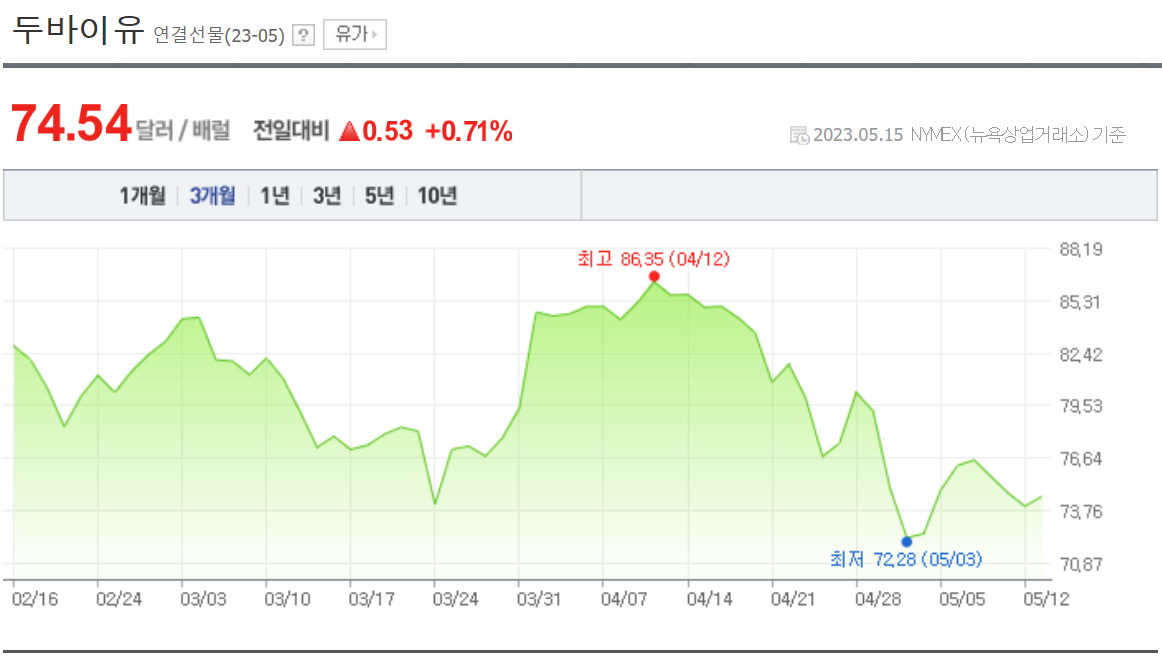 두바이유 연결선물(23-05) ? 유가
74.54 달러 / 배럴 전일대비 ▲0.53 +0.71%
2023.05.15 NYMEX(뉴욕상업거래소) 기준
1개월 3개월 1년 3년 5년 10년
최고 86,35 (04/12)
88,19
85,31
82,42
79,53
76,64
73,76
70,87
최저 72,28 (05/03)
02/16 02/24 03/03 03/10 03/17 03/24 03/31 04/07 04/14 04/21 04/28 05/05 05/12